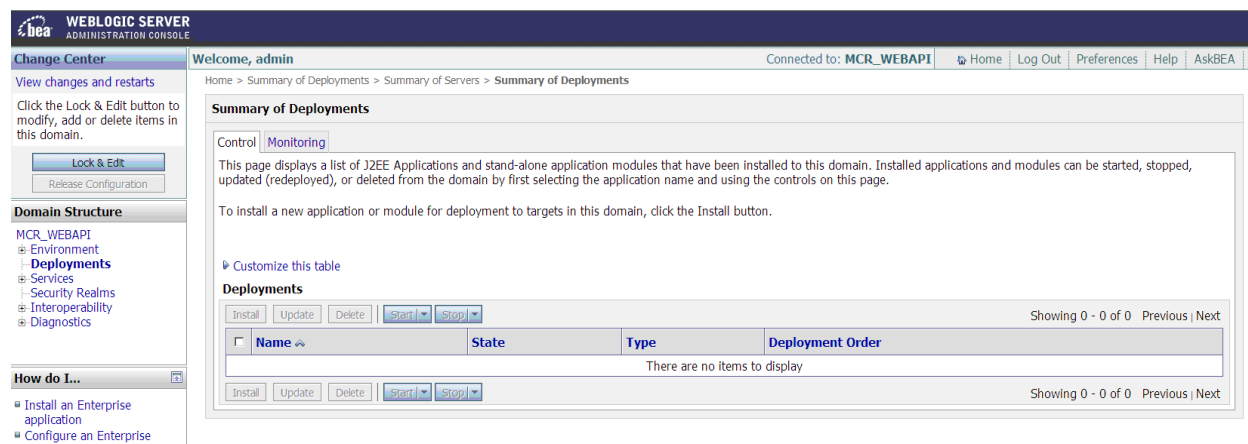 bea WEBLOGIC SERVER
ADMINISTRATION CONSOLE
Change Center
View changes and restarts
Click the Lock & Edit button to
modify, add or delete items in
this domain.
Lock & Edit
Release Configuration
Domain Structure
MCR_WEBAPI
Environment
Deployments
Services
Security Realms
Interoperability
Diagnostics
How do I...
Install an Enterprise
application
Configure an Enterprise
Welcome, admin
Connected to: MCR_WEBAPI
Home Log Out Preferences Help AskBEA
Home > Summary of Deployments > Summary of Servers > Summary of Deployments
Summary of Deployments
Control Monitoring
This page displays a list of J2EE Applications and stand-alone application modules that have been installed to this domain. Installed applications and modules can be started, stopped,
updated (redeployed), or deleted from the domain by first selecting the application name and using the controls on this page.
To install a new application or module for deployment to targets in this domain, click the Install button.
Customize this table
Deployments
Install Update Delete Start Stop Showing 0 - 0 of 0 Previous | Next
Name State Type Deployment Order
There are no items to display
Install Update Delete Start Stop Showing 0 - 0 of 0 Previous | Next